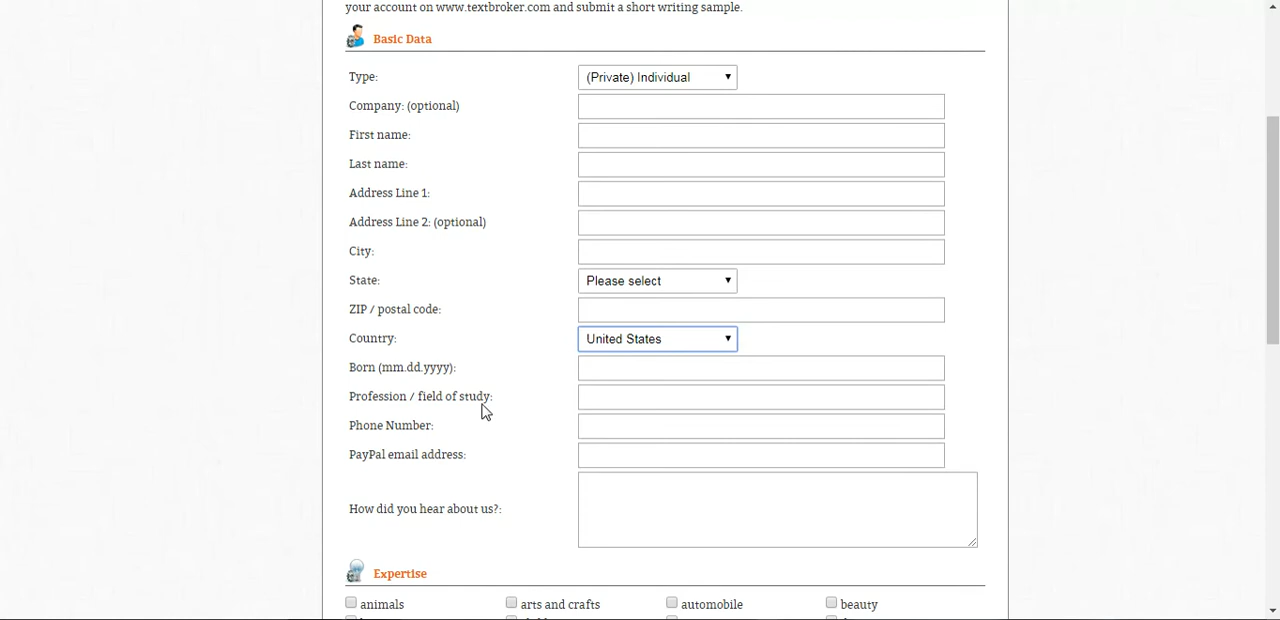 your account on www.textbroker.com and submit a short writing sample.
Basic Data
Type: (Private) Individual
Company: (optional)
First name:
Last name:
Address Line 1:
Address Line 2: (optional)
City:
State: Please select
ZIP / postal code:
Country: United States
Born (mm.dd.yyyy):
Profession / field of study:
Phone Number:
PayPal email address:
How did you hear about us?:
Expertise
animals arts and crafts automobile beauty